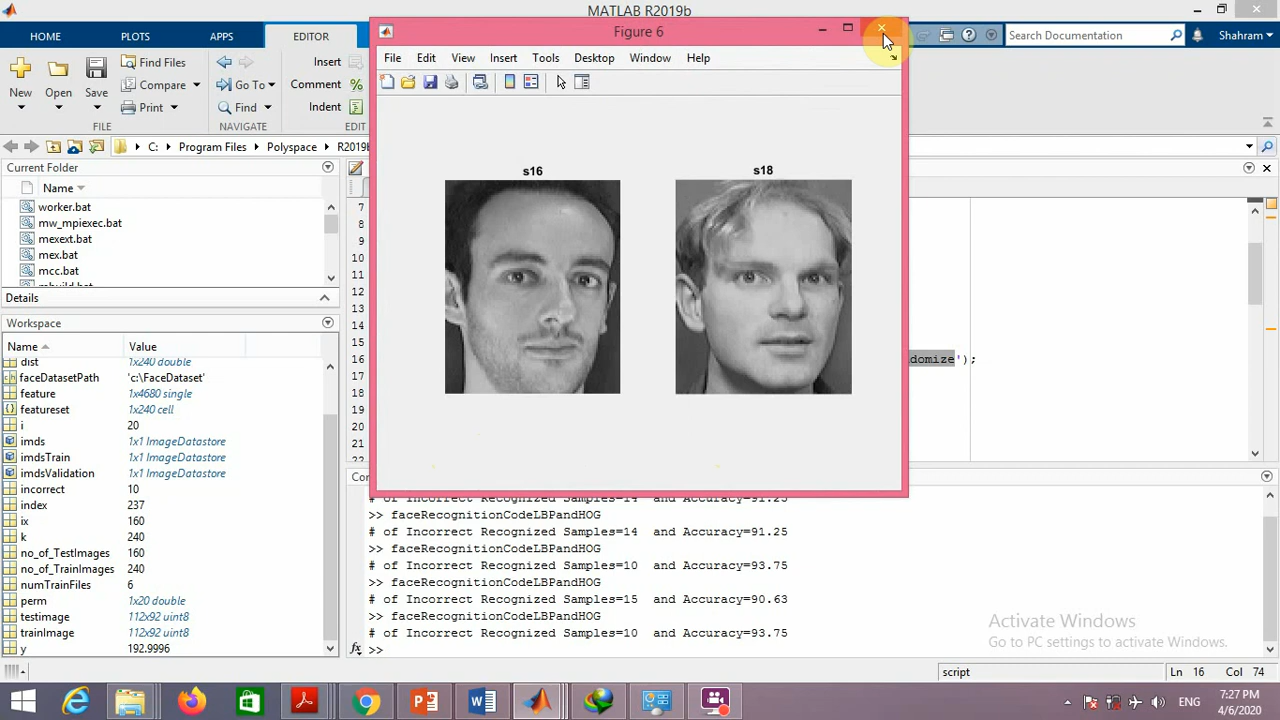 MATLAB R2019b
HOME PLOTS APPS EDITOR
Search Documentation
Shahram
Figure 6
File Edit View Insert Tools Desktop Window Help
New Open Save
Find Files
Compare
Print
FILE
Go To
Find
NAVIGATE
Insert
Comment
Indent
C: Program Files Polyspace
Current Folder
Name
worker.bat
mw_mpiexec.bat
mexext.bat
mex.bat
mcc.bat
Details
Workspace
Name Value
dist 1x240 double
faceDatasetPath 'c:\FaceDataset'
feature 1x4680 single
featureset 1x240 cell
i 20
imds 1x1 ImageDatastore
imdsTrain 1x1 ImageDatastore
imdsValidation 1x1 ImageDatastore
incorrect 10
index 237
ix 160
k 240
no_of_TestImages 160
no_of_TrainImages 240
numTrainFiles 6
perm 1x20 double
testimage 112x92 uint8
trainImage 112x92 uint8
y 192.9996
s16 s18
7
8
9
10
11
12
13
14
15
16 domize');
17
18
19
20
21
# of Incorrect Recognized Samples=14 and Accuracy=91.25
>> faceRecognitionCodeLBPandHOG
# of Incorrect Recognized Samples=14 and Accuracy=91.25
>> faceRecognitionCodeLBPandHOG
# of Incorrect Recognized Samples=10 and Accuracy=93.75
>> faceRecognitionCodeLBPandHOG
# of Incorrect Recognized Samples=15 and Accuracy=90.63
>> faceRecognitionCodeLBPandHOG
# of Incorrect Recognized Samples=10 and Accuracy=93.75
fx >>
Activate Windows
Go to PC settings to activate Windows.
script Ln 16 Col 74
ENG
7:27 PM
4/6/2020